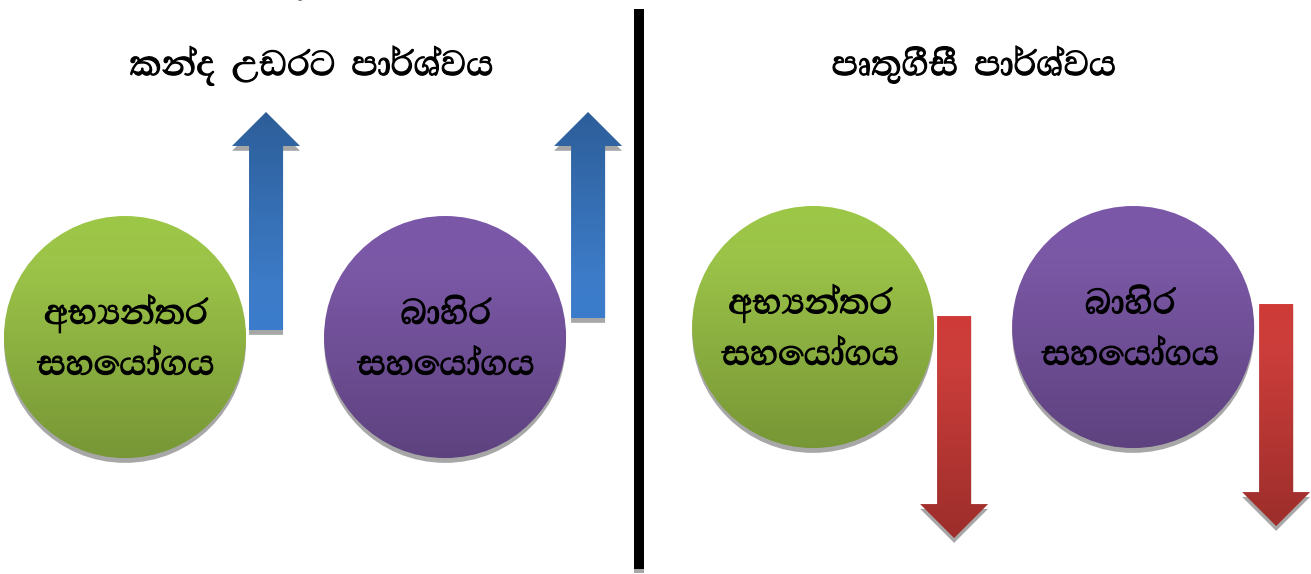 කන්ද උඩරට පාර්ශ්වය
අභ්‍යන්තර
සහයෝගය
බාහිර
සහයෝගය
පෘතුගීසී පාර්ශ්වය
අභ්‍යන්තර
සහයෝගය
බාහිර
සහයෝගය